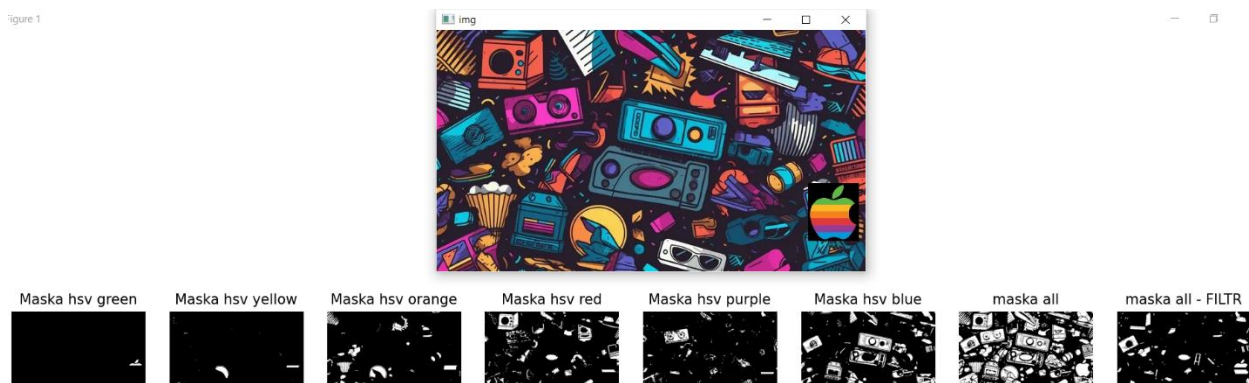 Figure 1
img
Maska hsv green
Maska hsv yellow
Maska hsv orange
Maska hsv red
Maska hsv purple
Maska hsv blue
maska all
maska all - FILTR